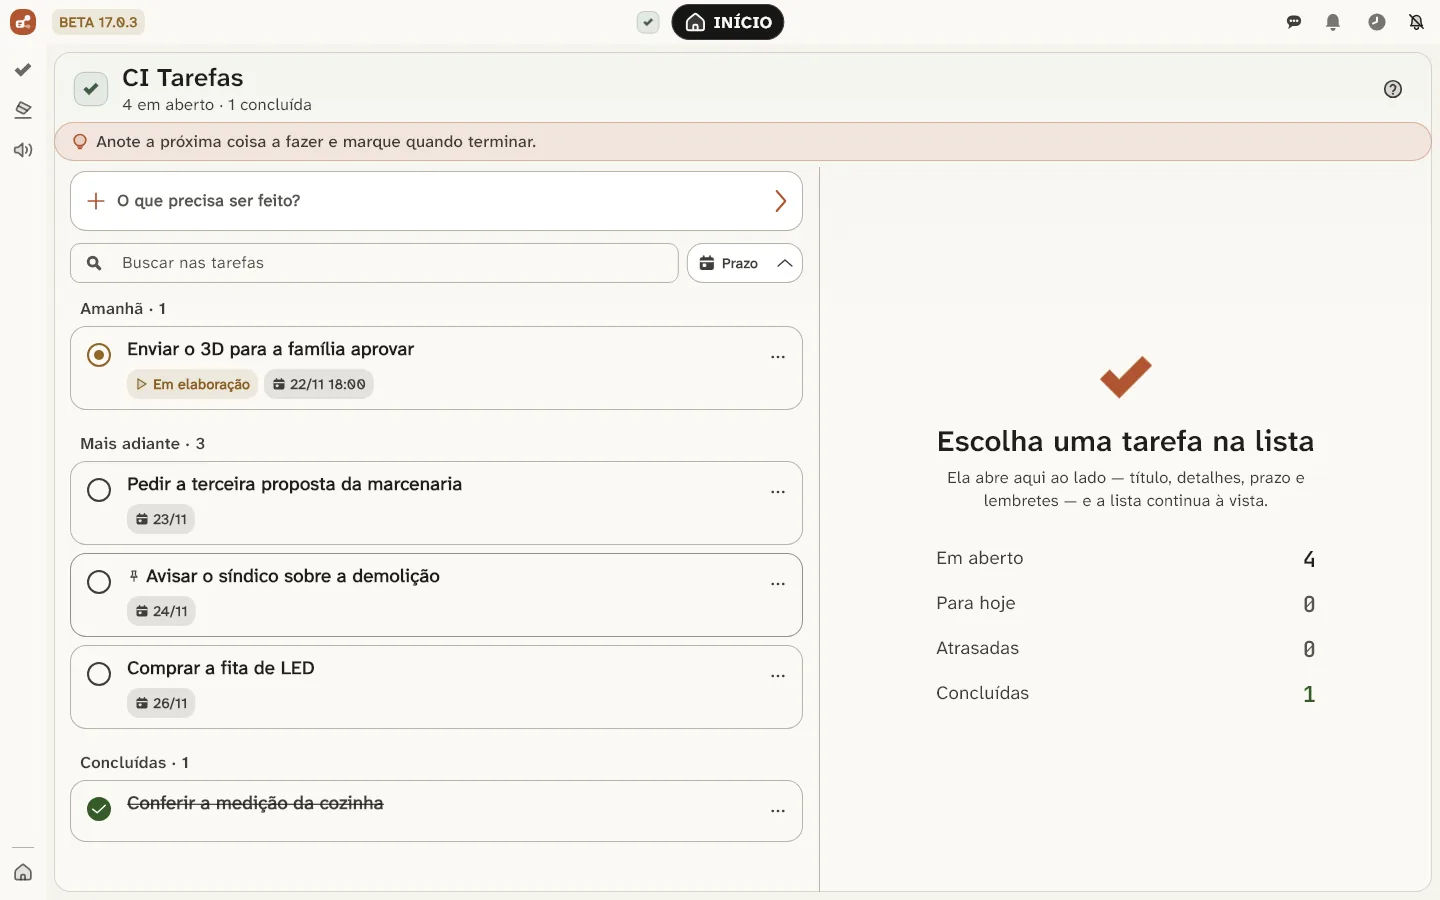 BETA 17.0.3
INÍCIO
CI Tarefas
4 em aberto · 1 concluída
Anote a próxima coisa a fazer e marque quando terminar.
O que precisa ser feito?
Buscar nas tarefas
Prazo
Amanhã · 1
Enviar o 3D para a família aprovar
Em elaboração
22/11 18:00
Mais adiante · 3
Pedir a terceira proposta da marcenaria
23/11
Avisar o síndico sobre a demolição
24/11
Comprar a fita de LED
26/11
Concluídas · 1
Conferir a medição da cozinha
Escolha uma tarefa na lista
Ela abre aqui ao lado — título, detalhes, prazo e
lembretes — e a lista continua à vista.
Em aberto 4
Para hoje 0
Atrasadas 0
Concluídas 1